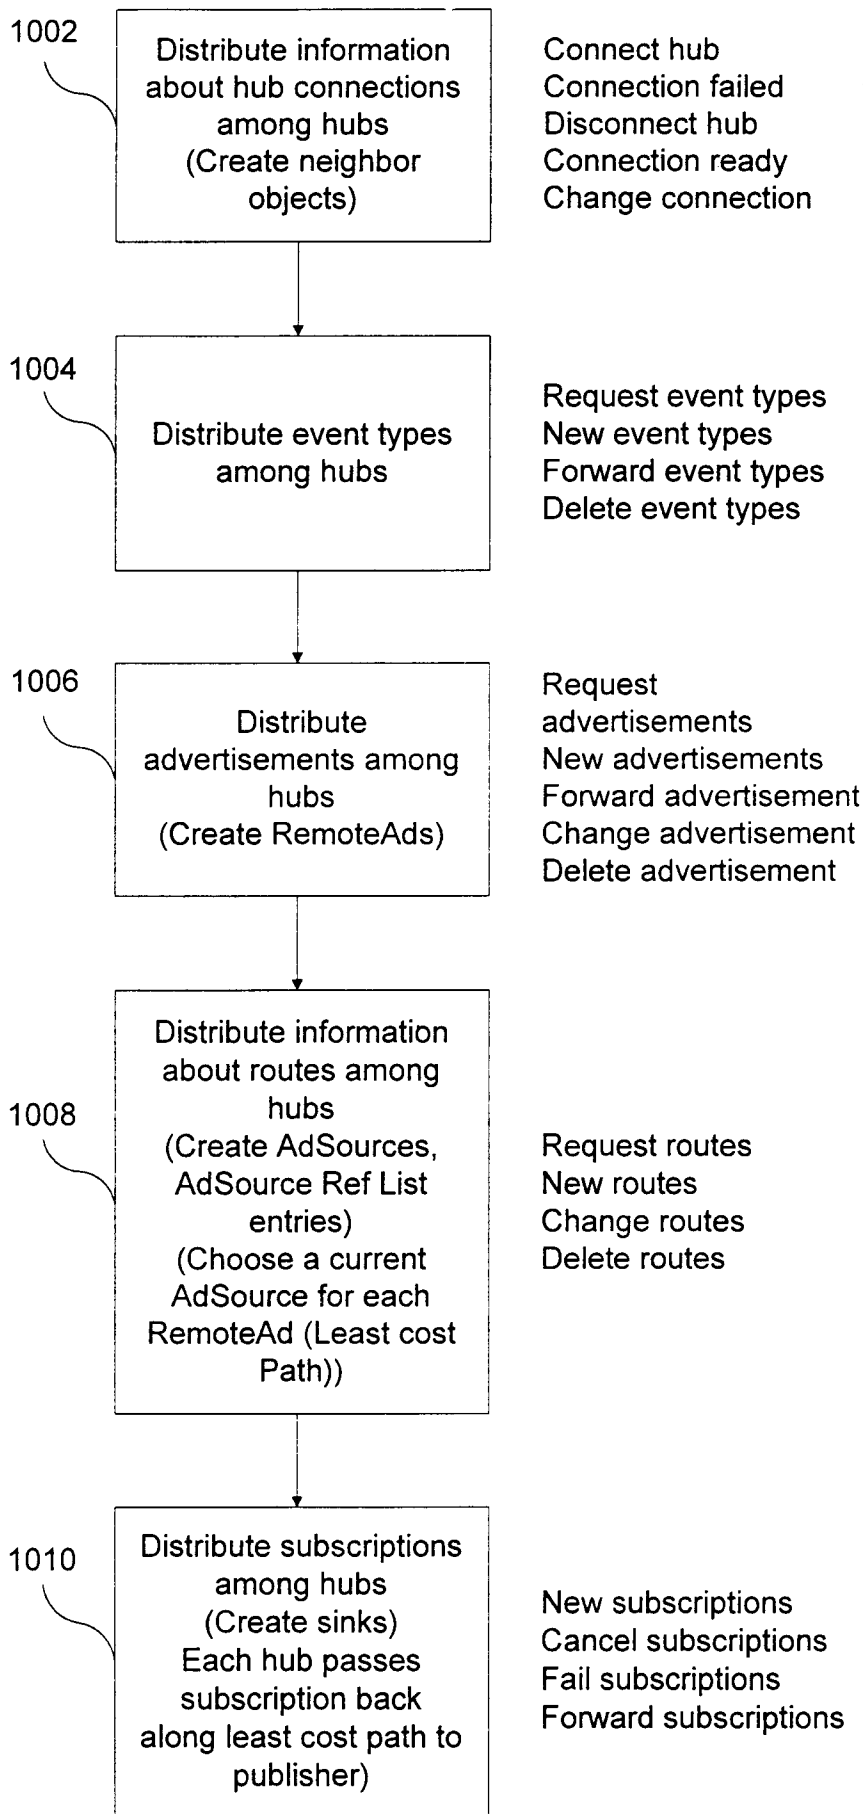 1002
Distribute information
about hub connections
among hubs
(Create neighbor
objects)
Connect hub
Connection failed
Disconnect hub
Connection ready
Change connection
1004
Distribute event types
among hubs
Request event types
New event types
Forward event types
Delete event types
1006
Distribute
advertisements among
hubs
(Create RemoteAds)
Request
advertisements
New advertisements
Forward advertisement
Change advertisement
Delete advertisement
1008
Distribute information
about routes among
hubs
(Create AdSources,
AdSource Ref List
entries)
(Choose a current
AdSource for each
RemoteAd (Least cost
Path))
Request routes
New routes
Change routes
Delete routes
1010
Distribute subscriptions
among hubs
(Create sinks)
Each hub passes
subscription back
along least cost path to
publisher)
New subscriptions
Cancel subscriptions
Fail subscriptions
Forward subscriptions